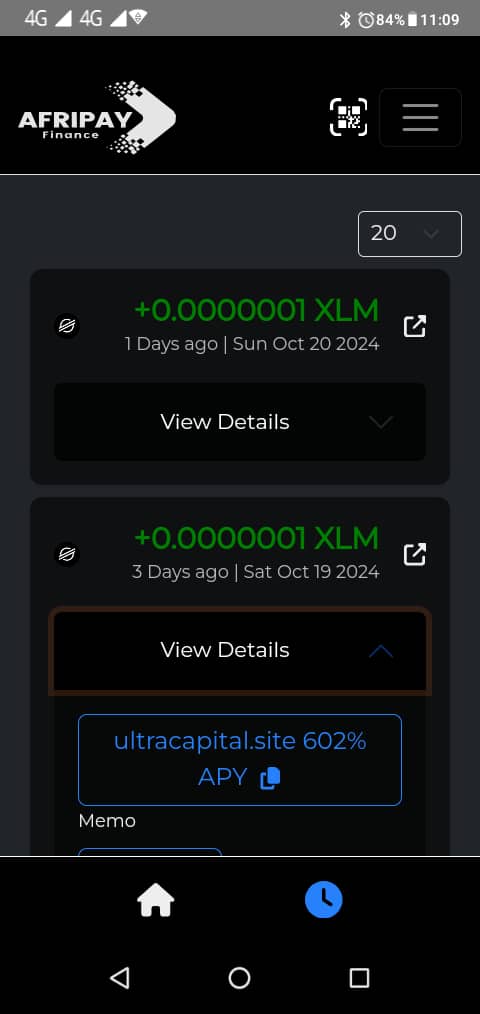 4G 4G 84% 11:09
AFRIPAY
Finance
20
+0.0000001 XLM
1 Days ago | Sun Oct 20 2024
View Details
+0.0000001 XLM
3 Days ago | Sat Oct 19 2024
View Details
ultracapital.site 602%
APY
Memo